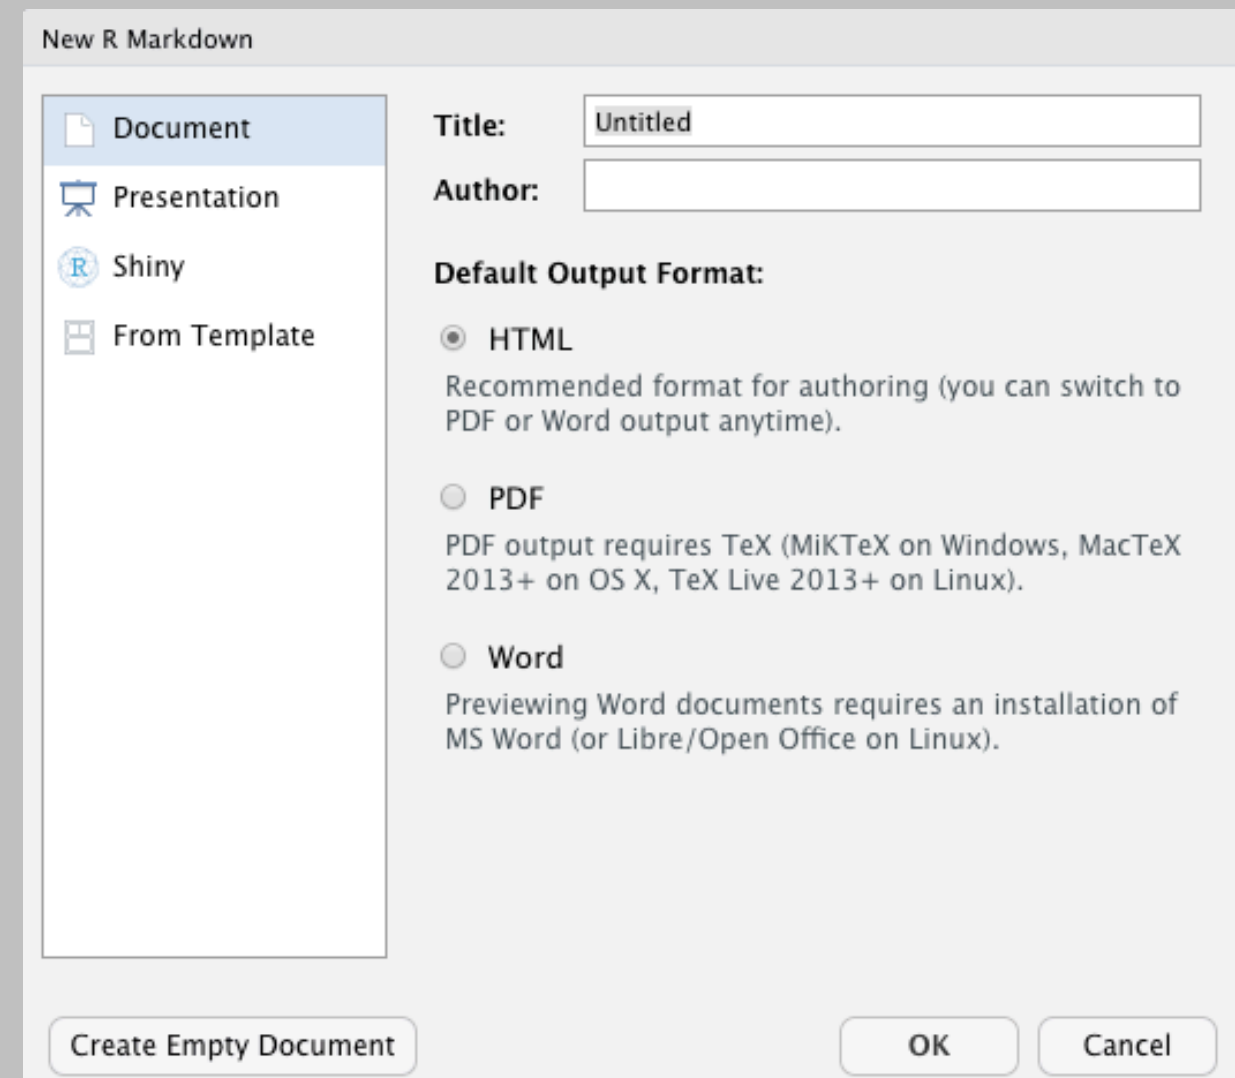 New R Markdown
Document
Presentation
Shiny
From Template
Title:
Untitled
Author:
Default Output Format:
HTML
Recommended format for authoring (you can switch to
PDF or Word output anytime).
PDF
PDF output requires TeX (MiKTeX on Windows, MacTeX
2013+ on OS X, TeX Live 2013+ on Linux).
Word
Previewing Word documents requires an installation of
MS Word (or Libre/Open Office on Linux).
Create Empty Document
OK
Cancel
R